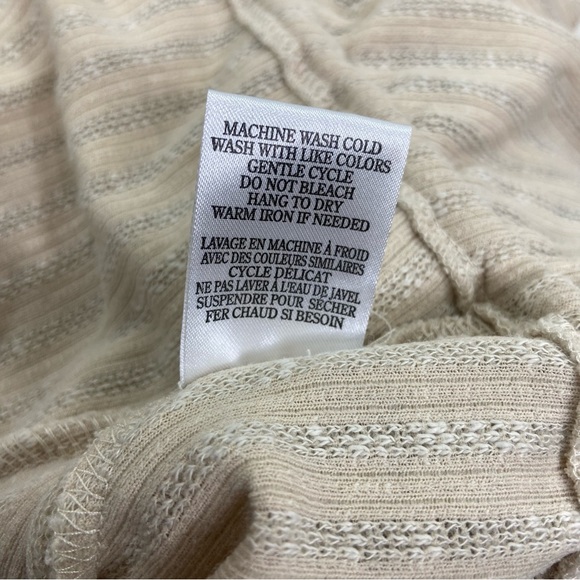 MACHINE WASH COLD
WASH WITH LIKE COLORS
GENTLE CYCLE
DO NOT BLEACH
HANG TO DRY
WARM IRON IF NEEDED
LAVAGE EN MACHINE À FROID
AVEC DES COULEURS SIMILAIRES
CYCLE DÉLICAT
NE PAS LAVER À L'EAU DE JAVEL
SUSPENDRE POUR SÉCHER
FER CHAUD SI BESOIN